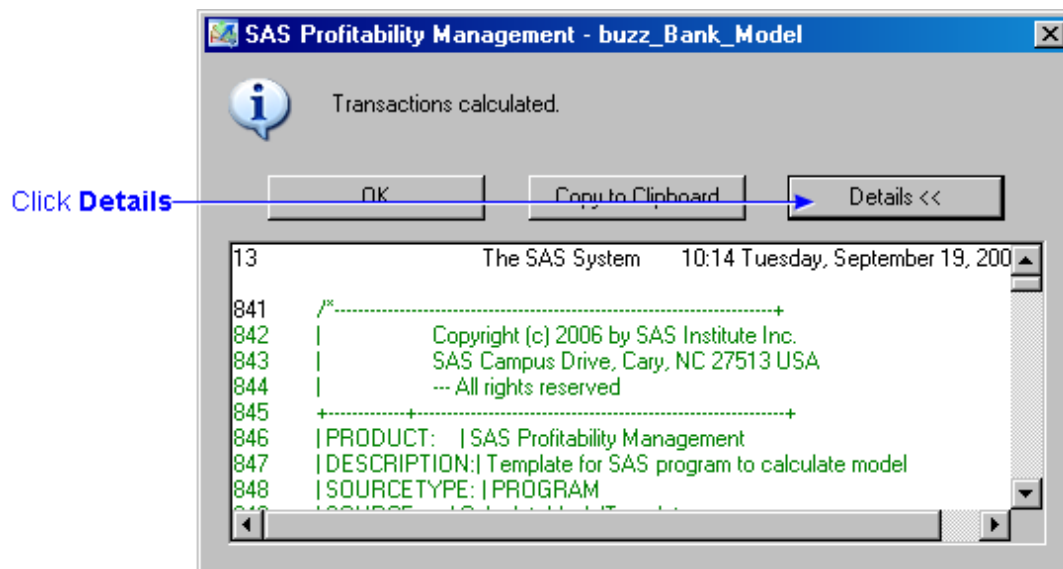 SAS Profitability Management - buzz_Bank_Model
Transactions calculated.
Click Details
OK
Copy to Clipboard
Details <<
13 The SAS System 10:14 Tuesday, September 19, 200
841 /*--------------------------------------------------------------------+
842 | Copyright (c) 2006 by SAS Institute Inc.
843 | SAS Campus Drive, Cary, NC 27513 USA
844 | --- All rights reserved
845 +------------+---------------------------------------------------------+
846 | PRODUCT: | SAS Profitability Management
847 | DESCRIPTION:| Template for SAS program to calculate model
848 | SOURCETYPE: | PROGRAM